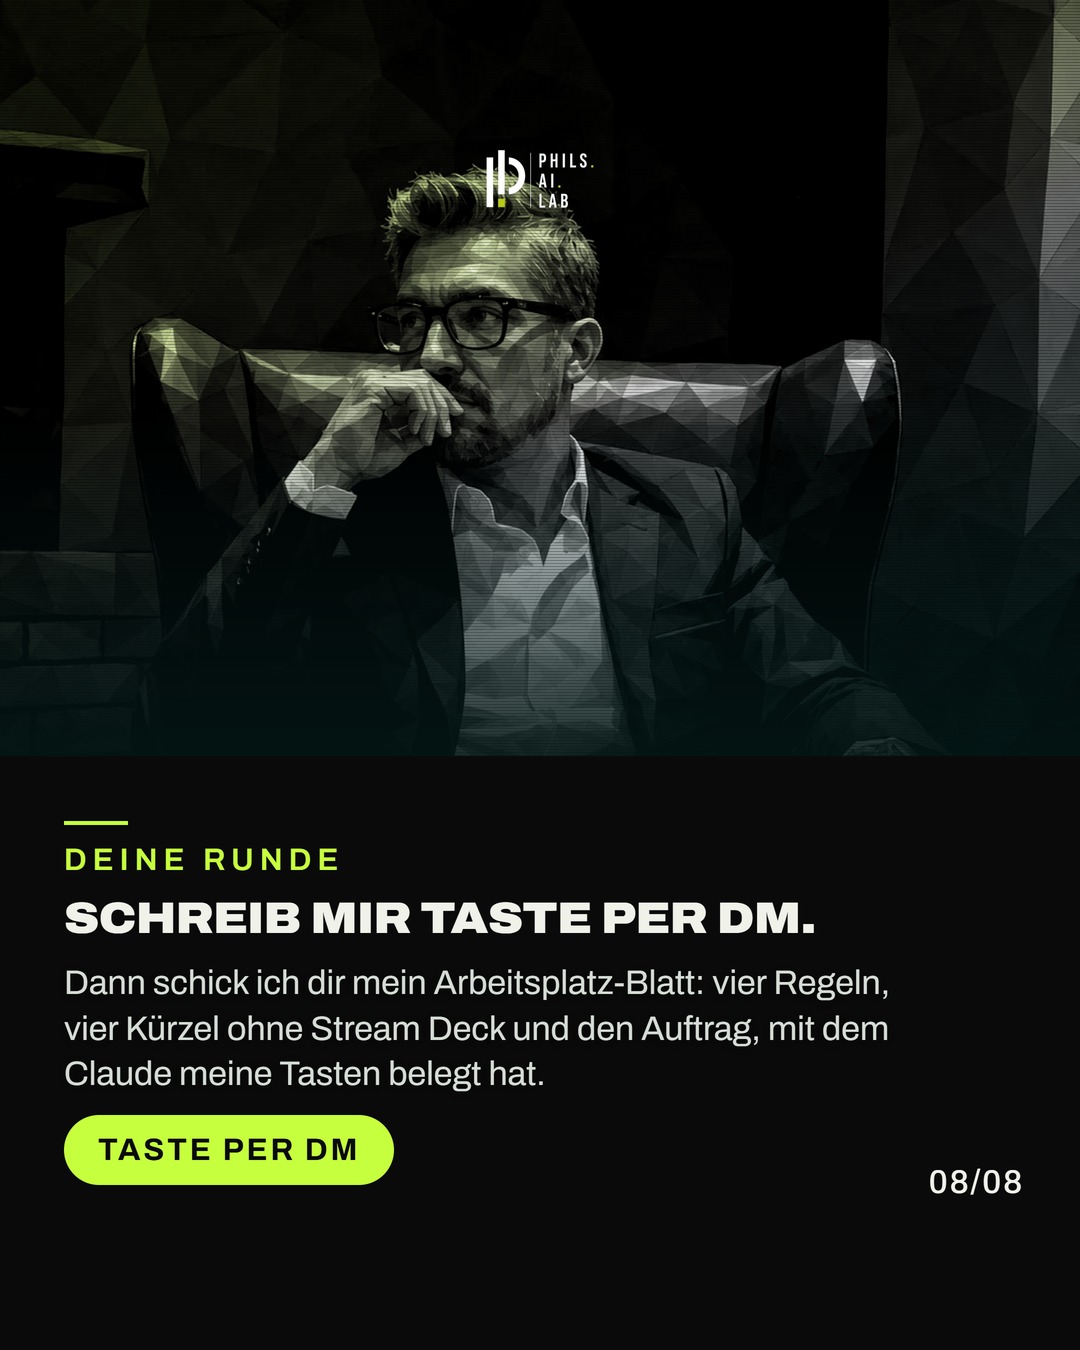 PHILS.
AI.
LAB
DEINE RUNDE
SCHREIB MIR TASTE PER DM.
Dann schick ich dir mein Arbeitsplatz-Blatt: vier Regeln,
vier Kürzel ohne Stream Deck und den Auftrag, mit dem
Claude meine Tasten belegt hat.
TASTE PER DM
08/08